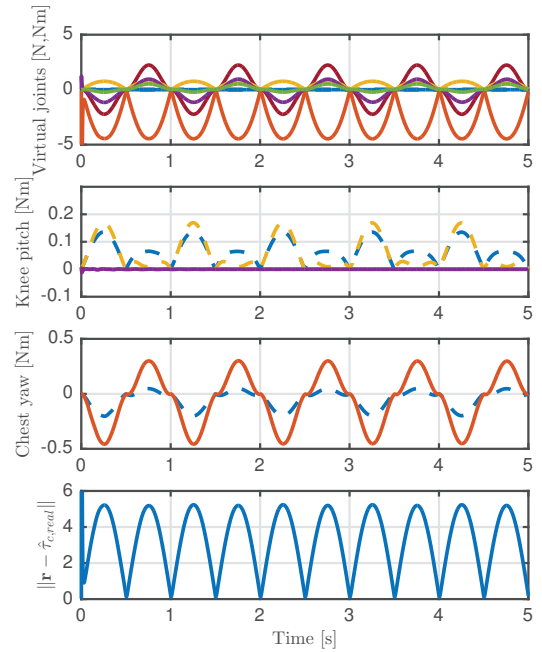 Virtual joints [N,Nm]
5
0
-5
0 1 2 3 4 5
Knee pitch [Nm]
0.2
0.1
0
-0.1
0 1 2 3 4 5
Chest yaw [Nm]
0.5
0
-0.5
0 1 2 3 4 5
||r − τ̂c,real||
6
4
2
0
0 1 2 3 4 5
Time [s]